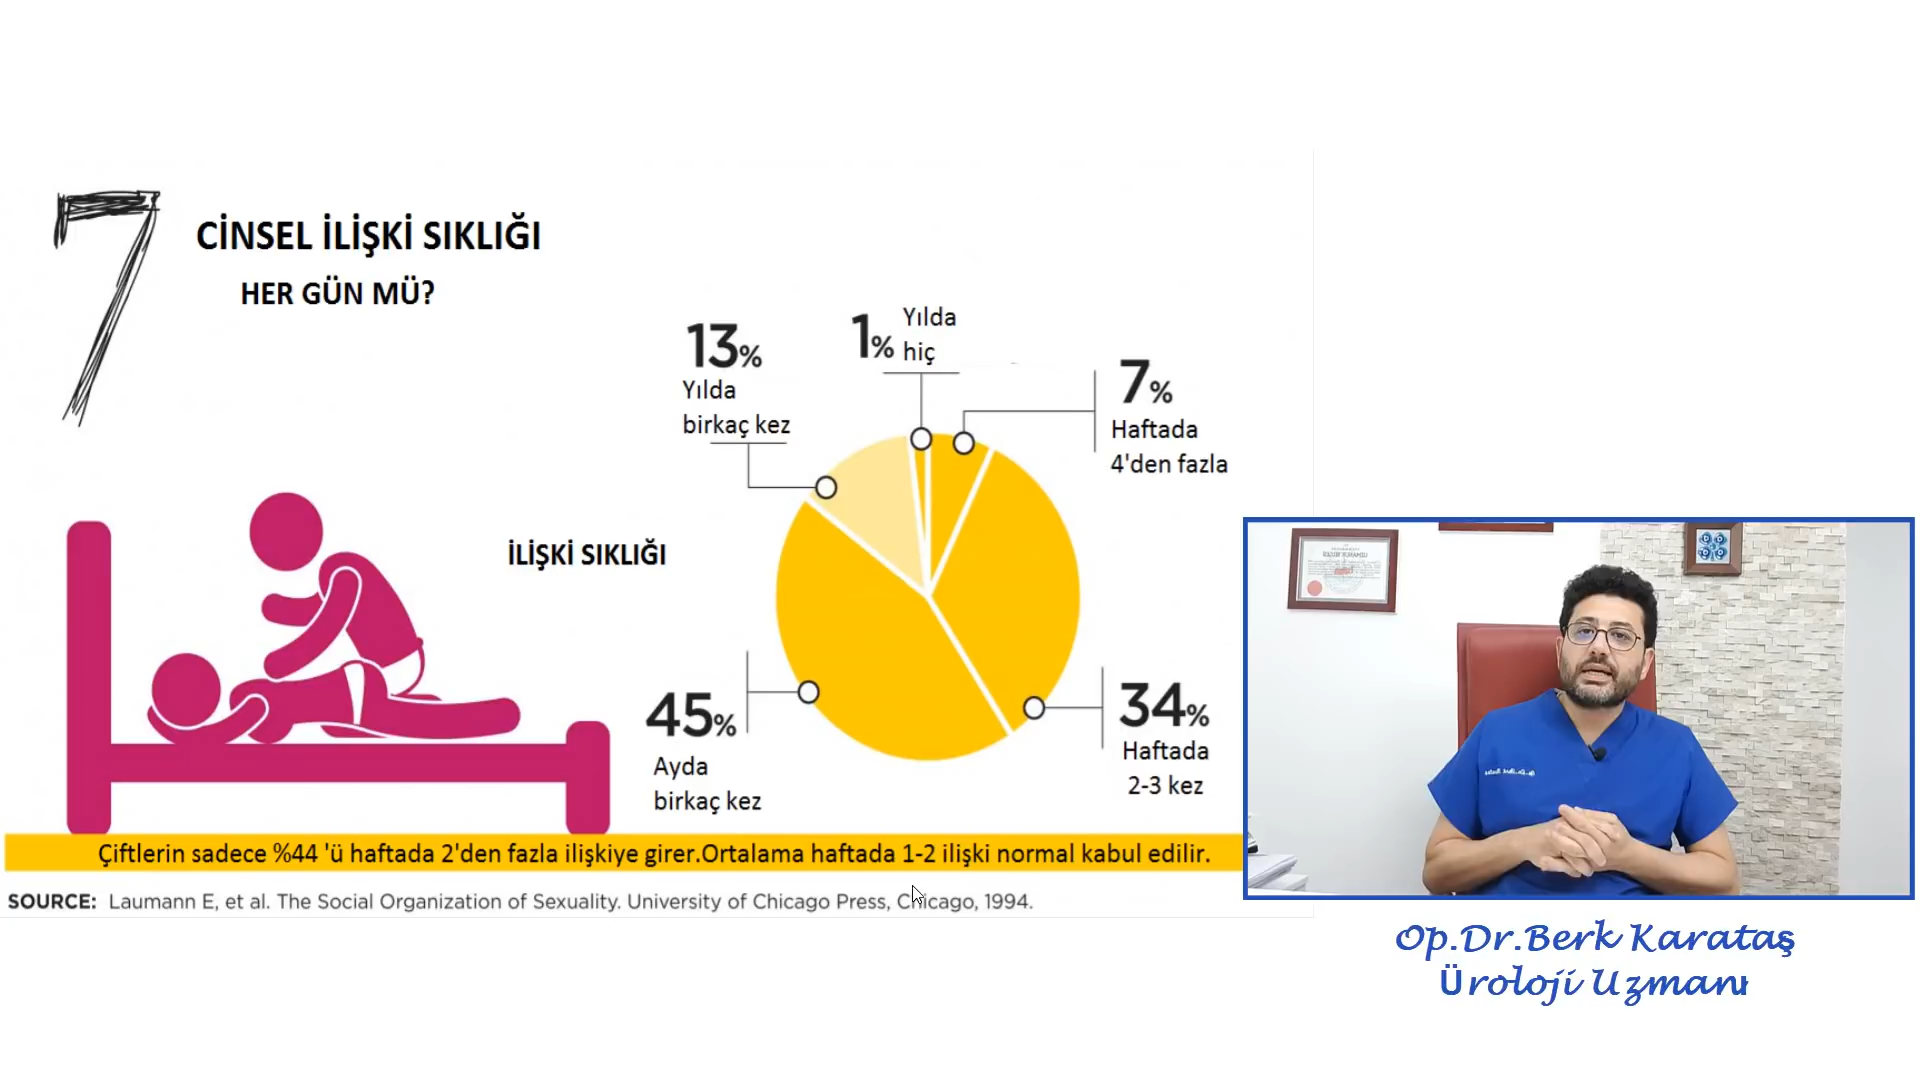 7
CİNSEL İLİŞKİ SIKLIĞI
HER GÜN MÜ?
13%
Yılda
birkaç kez
1%
Yılda
hiç
7%
Haftada
4'den fazla
İLİŞKİ SIKLIĞI
45%
Ayda
birkaç kez
34%
Haftada
2-3 kez
Çiftlerin sadece %44 'ü haftada 2'den fazla ilişkiye girer.Ortalama haftada 1-2 ilişki normal kabul edilir.
SOURCE: Laumann E, et al. The Social Organization of Sexuality. University of Chicago Press, Chicago, 1994.
Op.Dr.Berk Karataş
Üroloji Uzmanı